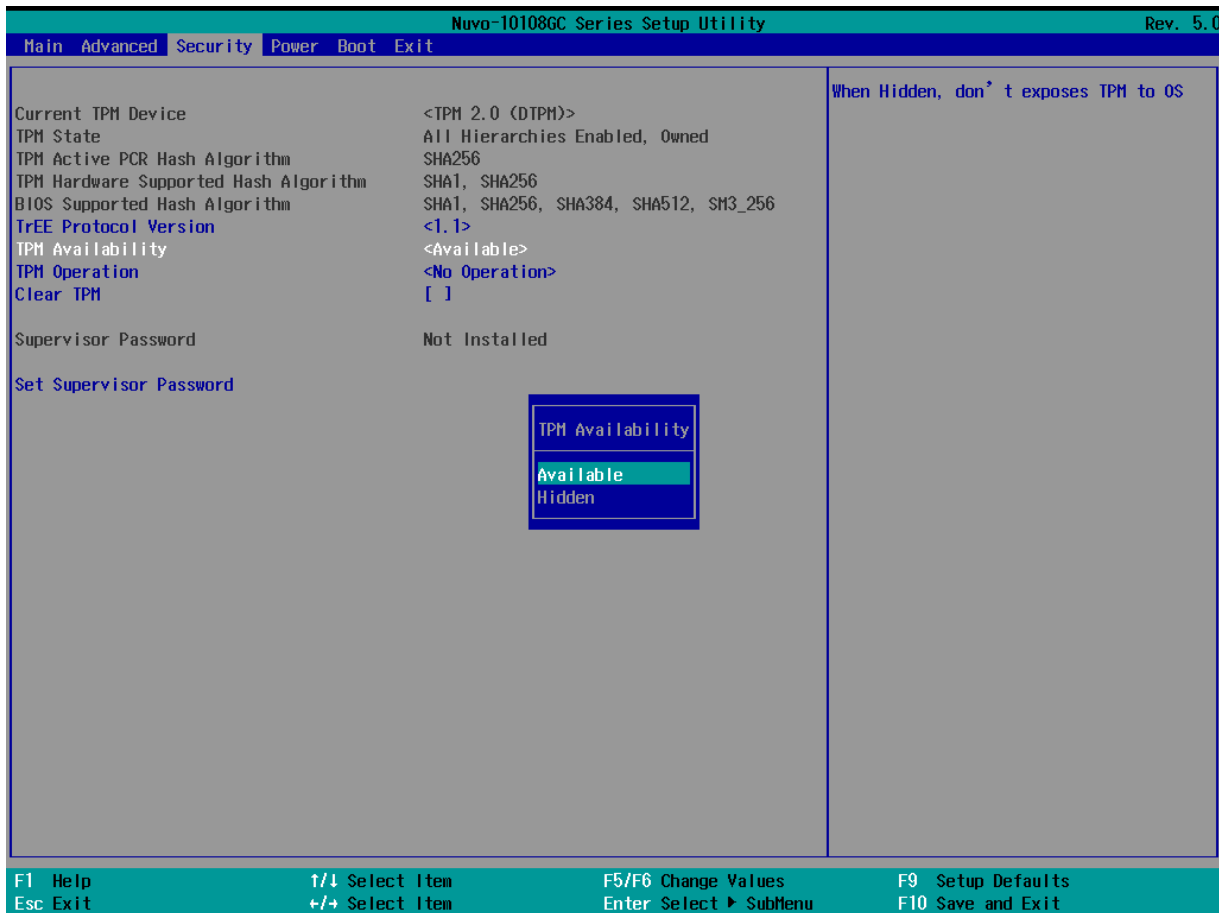 Nuvo-10108GC Series Setup Utility Rev. 5.0
Main Advanced Security Power Boot Exit
When Hidden, don't exposes TPM to OS
Current TPM Device <TPM 2.0 (DTPM)>
TPM State All Hierarchies Enabled, Owned
TPM Active PCR Hash Algorithm SHA256
TPM Hardware Supported Hash Algorithm SHA1, SHA256
BIOS Supported Hash Algorithm SHA1, SHA256, SHA384, SHA512, SM3_256
TrEE Protocol Version <1.1>
TPM Availability <Available>
TPM Operation <No Operation>
Clear TPM [ ]
Supervisor Password Not Installed
Set Supervisor Password
TPM Availability
Available
Hidden
F1 Help ↑/↓ Select Item F5/F6 Change Values F9 Setup Defaults
Esc Exit ←/→ Select Item Enter Select ▶ SubMenu F10 Save and Exit